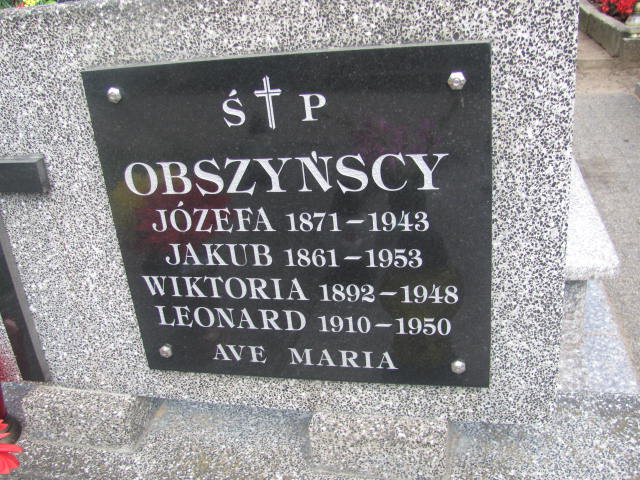 Ś P
OBSZYŃSCY
JÓZEFA 1871-1943
JAKUB 1861-1953
WIKTORIA 1892-1948
LEONARD 1910-1950
AVE MARIA